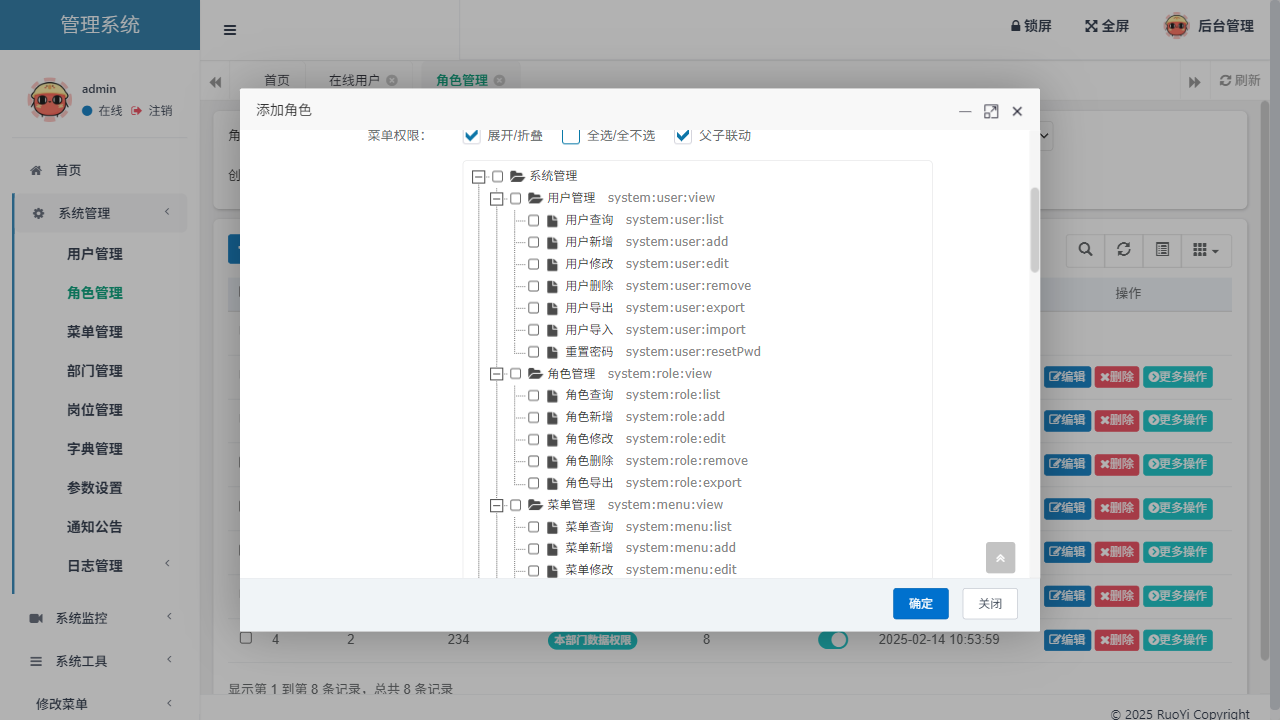 管理系统
锁屏
全屏
后台管理
admin
在线
注销
首页
在线用户
角色管理
刷新
首页
系统管理
用户管理
角色管理
菜单管理
部门管理
岗位管理
字典管理
参数设置
通知公告
日志管理
系统监控
系统工具
修改菜单
添加角色
菜单权限：
展开/折叠
全选/全不选
父子联动
系统管理
用户管理 system:user:view
用户查询 system:user:list
用户新增 system:user:add
用户修改 system:user:edit
用户删除 system:user:remove
用户导出 system:user:export
用户导入 system:user:import
重置密码 system:user:resetPwd
角色管理 system:role:view
角色查询 system:role:list
角色新增 system:role:add
角色修改 system:role:edit
角色删除 system:role:remove
角色导出 system:role:export
菜单管理 system:menu:view
菜单查询 system:menu:list
菜单新增 system:menu:add
菜单修改 system:menu:edit
确定
关闭
操作
编辑 删除 更多操作
编辑 删除 更多操作
编辑 删除 更多操作
编辑 删除 更多操作
编辑 删除 更多操作
编辑 删除 更多操作
4 2 234 本部门数据权限 8 2025-02-14 10:53:59 编辑 删除 更多操作
显示第 1 到第 8 条记录，总共 8 条记录
© 2025 RuoYi Copyright